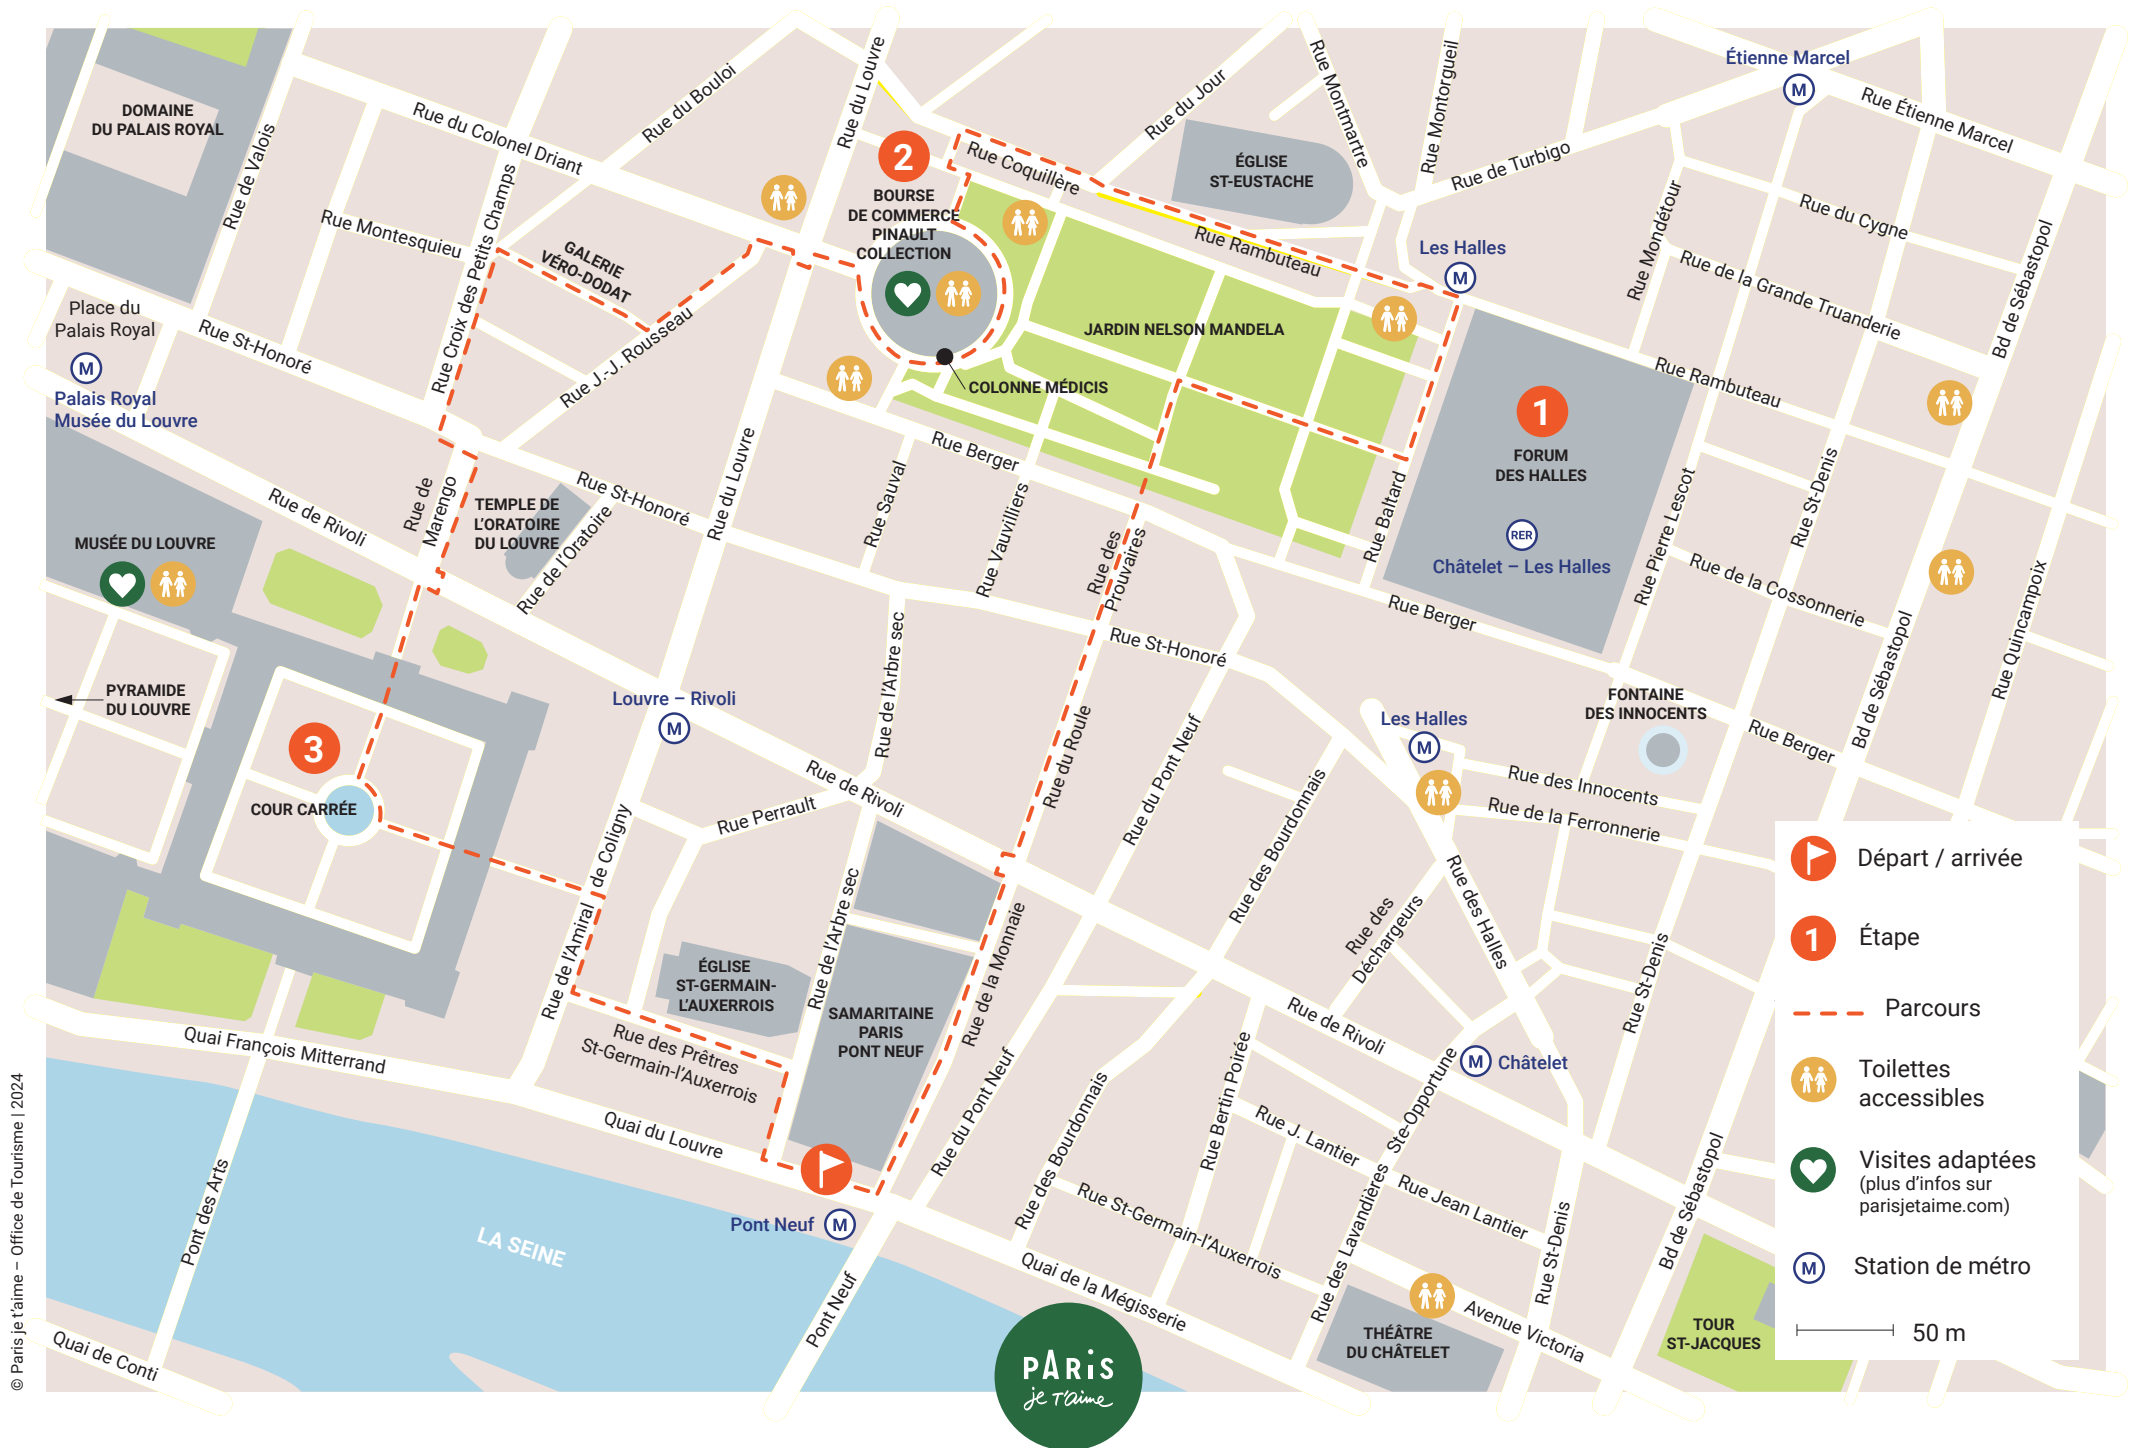 Étienne Marcel
M
Rue du Louvre
Rue Montmartre
Rue Montorgueil
Rue du Bouloi
Rue du Jour
Rue Étienne Marcel
DOMAINE
DU PALAIS ROYAL
Rue du Colonel Driant
Rue de Valois
2
Rue Coquillère
ÉGLISE
ST-EUSTACHE
Rue de Turbigo
BOURSE
DE COMMERCE
PINAULT
COLLECTION
Rue Montesquieu
Rue Croix des Petits Champs
GALERIE
VÉRO-DODAT
Rue Rambuteau
Les Halles
M
Rue Mondétour
Rue du Cygne
Rue de la Grande Truanderie
Bd de Sébastopol
Place du
Palais Royal
M
Palais Royal
Musée du Louvre
Rue St-Honoré
Rue J.-J. Rousseau
JARDIN NELSON MANDELA
COLONNE MÉDICIS
Rue Rambuteau
1
FORUM
DES HALLES
RER
Châtelet – Les Halles
Rue Berger
Rue du Louvre
Rue Sauval
Rue Vauvilliers
Rue des
Prouvaires
Rue Baltard
Rue Pierre Lescot
Rue St-Denis
Rue de la Cossonnerie
Rue Quincampoix
Rue de Rivoli
Rue de
Marengo
TEMPLE DE
L'ORATOIRE
DU LOUVRE
Rue St-Honoré
Rue de l'Oratoire
MUSÉE DU LOUVRE
Rue Berger
Rue St-Honoré
Rue de l'Arbre sec
PYRAMIDE
DU LOUVRE
Louvre – Rivoli
M
Rue du Roule
Rue du Pont Neuf
Les Halles
M
FONTAINE
DES INNOCENTS
Rue Berger
Bd de Sébastopol
3
COUR CARRÉE
Rue de Rivoli
Rue Perrault
Rue des Bourdonnais
Rue des Innocents
Rue de la Ferronnerie
Rue de l'Amiral de Coligny
Rue de l'Arbre sec
Rue de la Monnaie
Rue des
Déchargeurs
Rue des Halles
Rue St-Denis
ÉGLISE
ST-GERMAIN-
L'AUXERROIS
SAMARITAINE
PARIS
PONT NEUF
Rue des Prêtres
St-Germain-l'Auxerrois
Quai François Mitterrand
Quai du Louvre
Rue de Rivoli
M
Châtelet
Rue du Pont Neuf
Rue des Bourdonnais
Rue Bertin Poirée
Rue J. Lantier
Rue Jean Lantier
Ste-Opportune
Rue des Lavandières
Rue St-Germain-l'Auxerrois
Rue St-Denis
Bd de Sébastopol
Pont des Arts
LA SEINE
Pont Neuf
M
Pont Neuf
Quai de la Mégisserie
Quai de Conti
THÉÂTRE
DU CHÂTELET
Avenue Victoria
TOUR
ST-JACQUES
PARIS
je t'aime
Départ / arrivée
1
Étape
Parcours
Toilettes
accessibles
Visites adaptées
(plus d'infos sur
parisjetaime.com)
M
Station de métro
50 m
© Paris je t'aime – Office de Tourisme | 2024